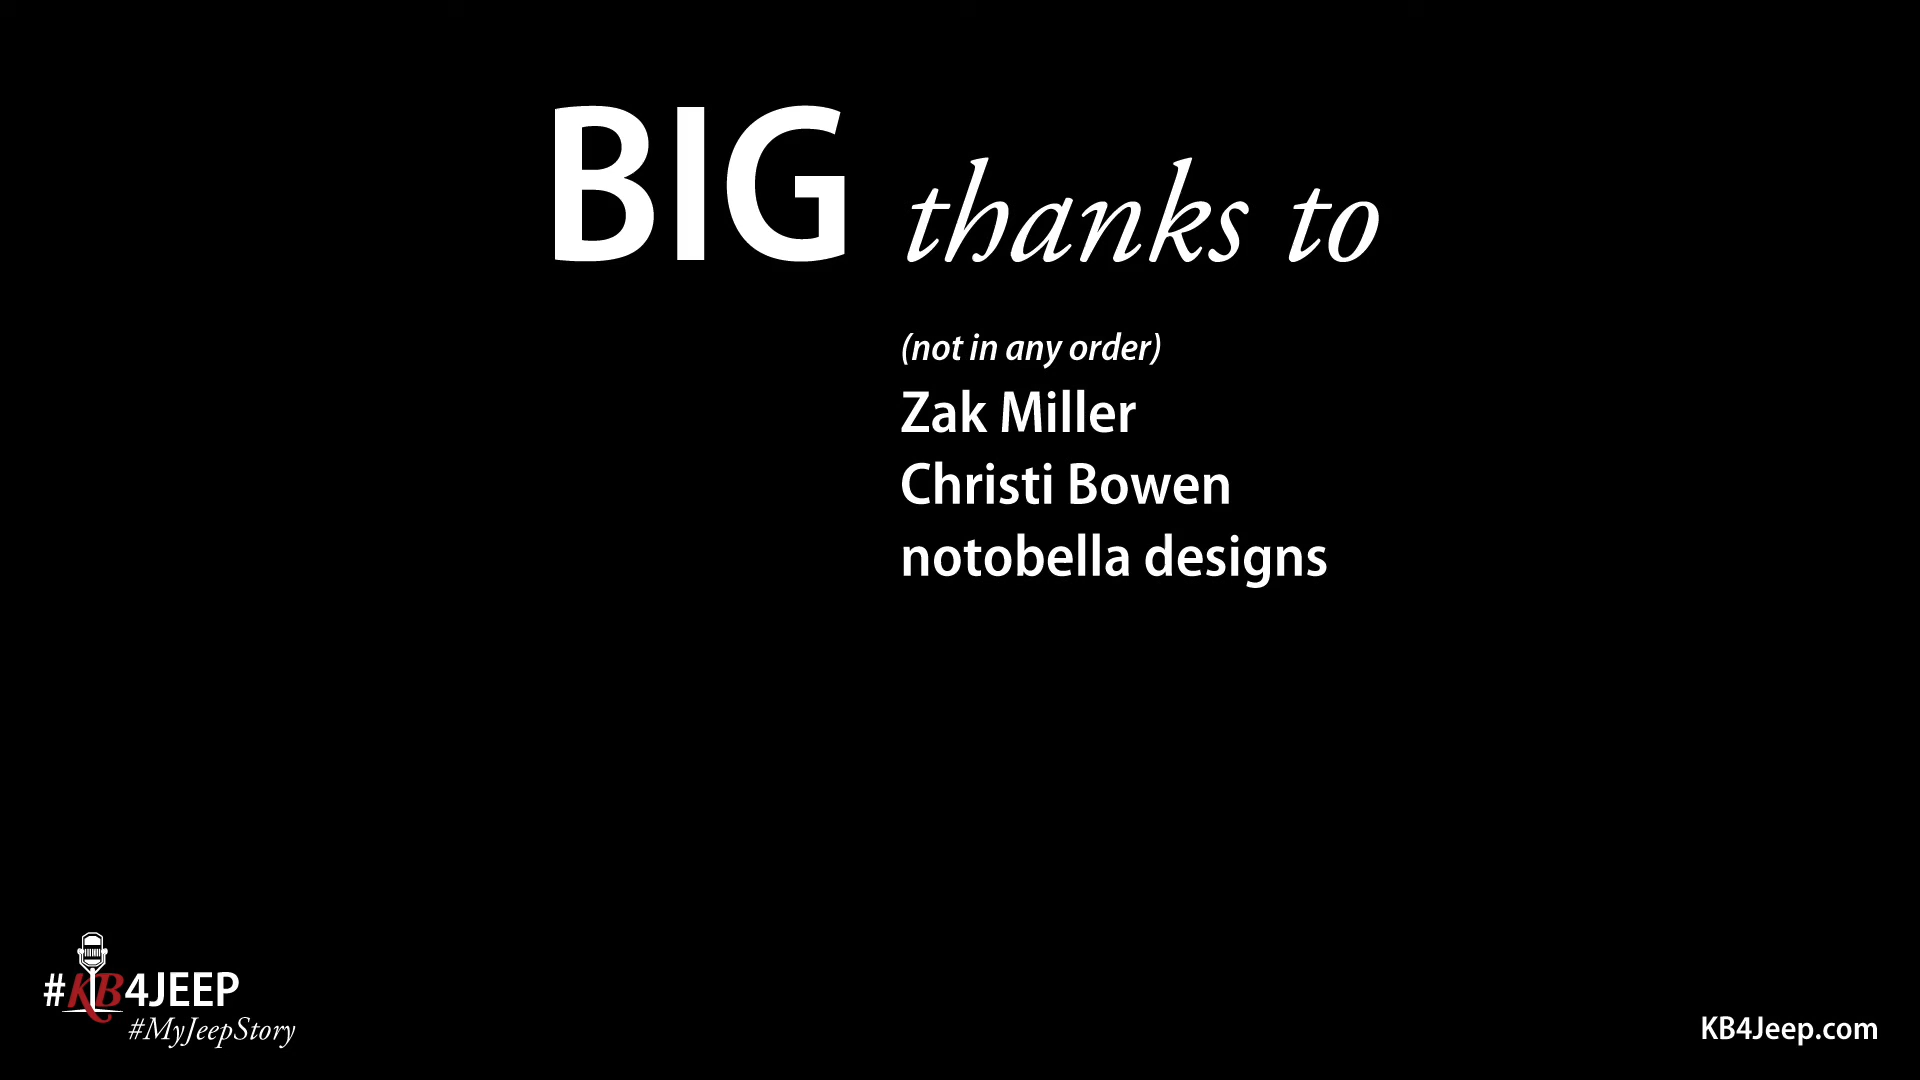 BIG thanks to
(not in any order)
Zak Miller
Christi Bowen
notobella designs
#KB4JEEP
#MyJeepStory
KB4Jeep.com